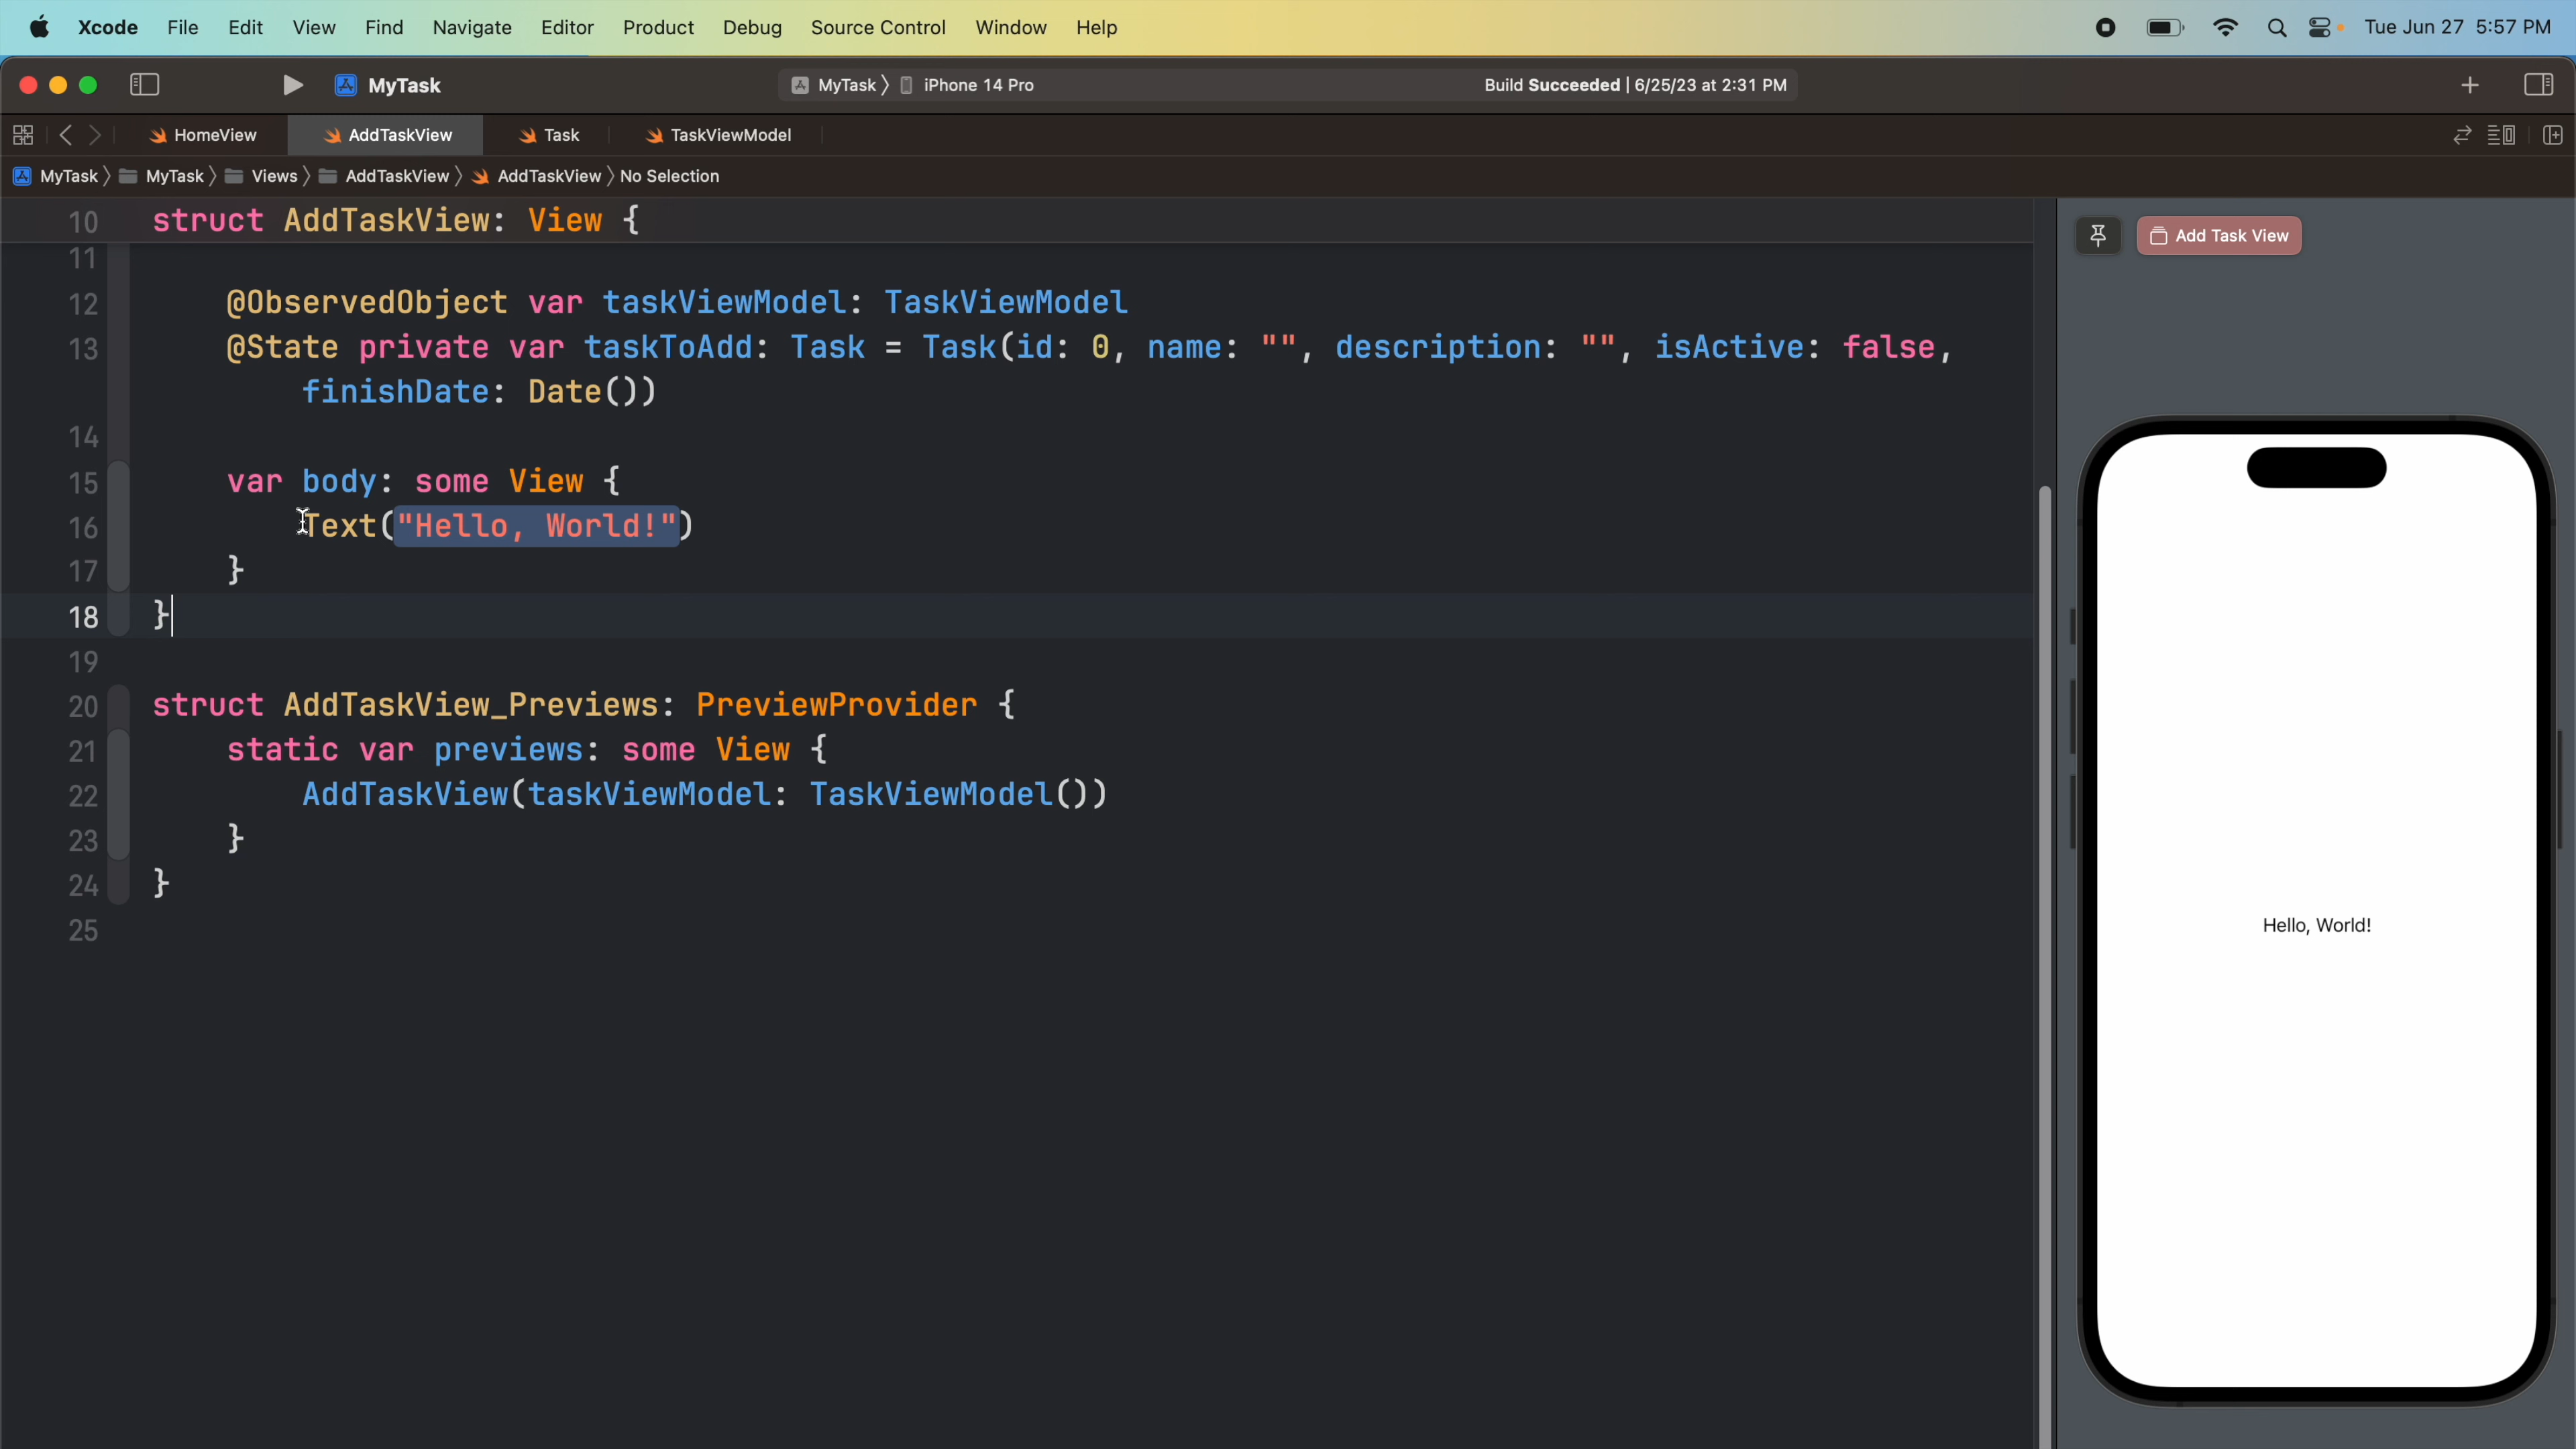 Xcode File Edit View Find Navigate Editor Product Debug Source Control Window Help Tue Jun 27 5:57 PM
MyTask MyTask iPhone 14 Pro Build Succeeded | 6/25/23 at 2:31 PM
HomeView AddTaskView Task TaskViewModel
MyTask MyTask Views AddTaskView AddTaskView No Selection
10 struct AddTaskView: View {
11
12 @ObservedObject var taskViewModel: TaskViewModel
13 @State private var taskToAdd: Task = Task(id: 0, name: "", description: "", isActive: false,
finishDate: Date())
14
15 var body: some View {
16 Text("Hello, World!")
17 }
18 }
19
20 struct AddTaskView_Previews: PreviewProvider {
21 static var previews: some View {
22 AddTaskView(taskViewModel: TaskViewModel())
23 }
24 }
25
Add Task View
Hello, World!